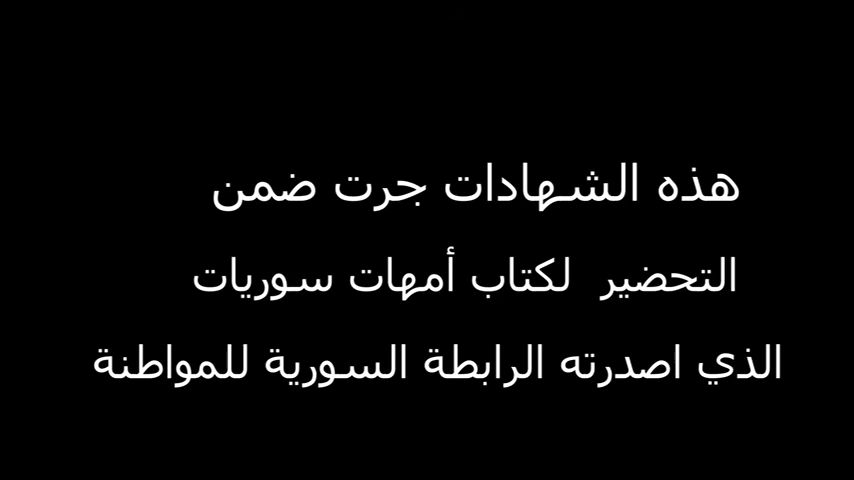 هذه الشهادات جرت ضمن
التحضير لكتاب أمهات سوريات
الذي اصدرته الرابطة السورية للمواطنة